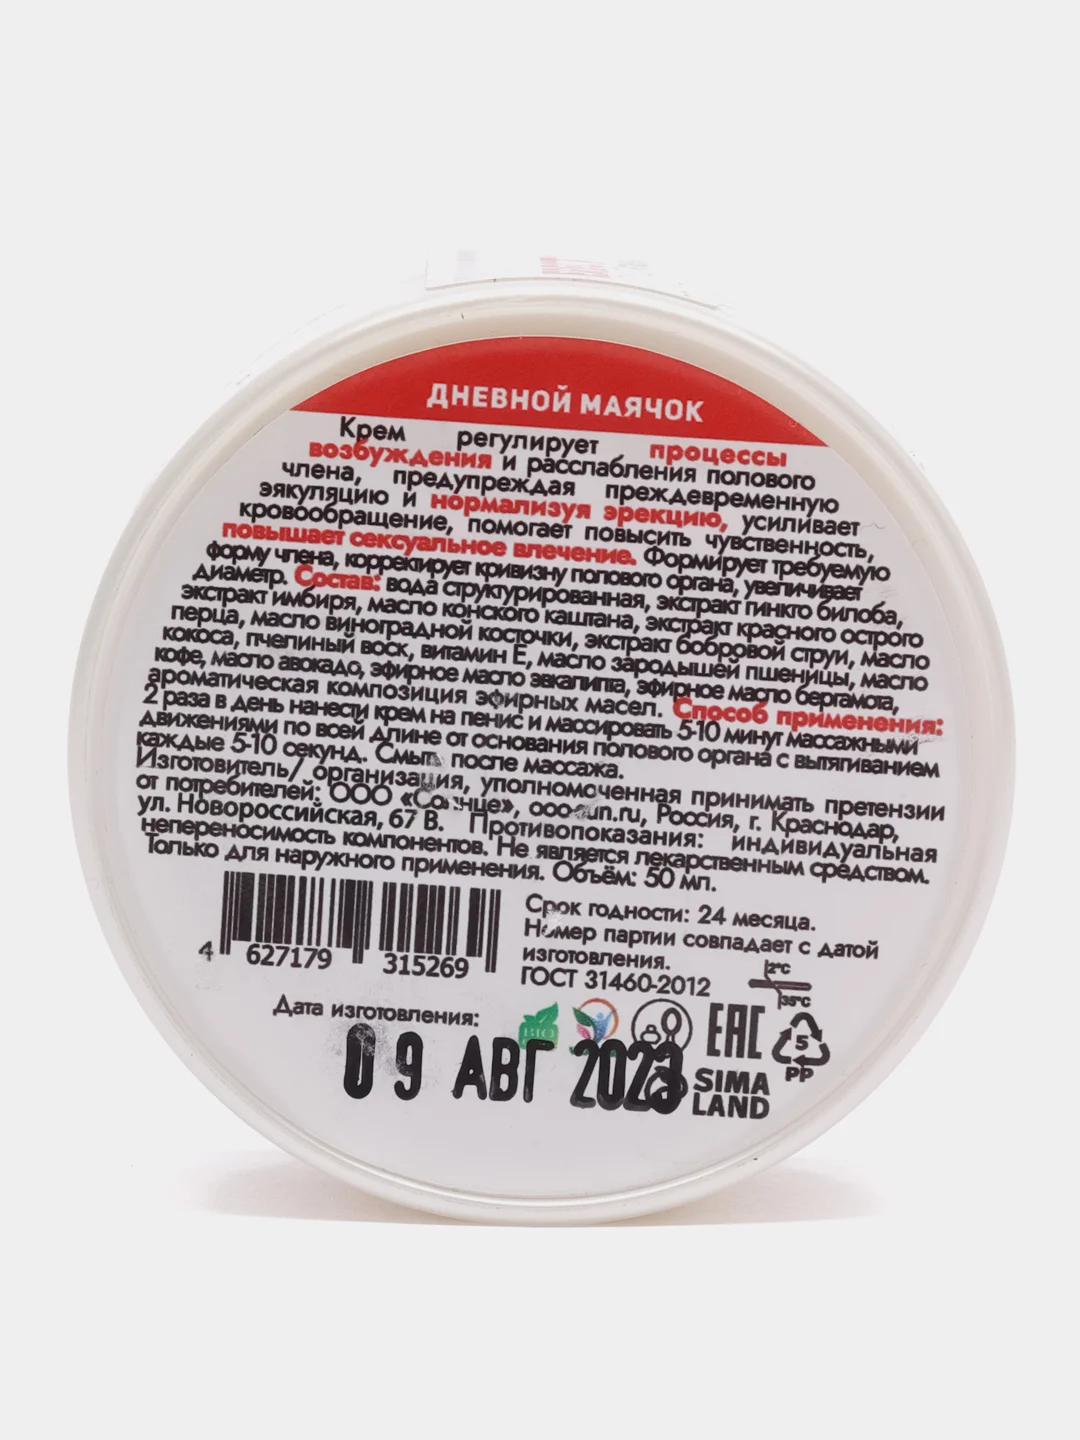 ДНЕВНОЙ МАЯЧОК
Крем регулирует процессы
возбуждения и расслабления полового
члена, предупреждая преждевременную
эякуляцию и нормализуя эрекцию, усиливает
кровообращение, помогает повысить чувственность,
повышает сексуальное влечение. Формирует требуемую
форму члена, корректирует кривизну полового органа, увеличивает
диаметр. Состав: вода структурированная, экстракт гинкго билоба,
экстракт имбиря, масло конского каштана, экстракт красного острого
перца, масло виноградной косточки, экстракт бобровой струи, масло
кокоса, пчелиный воск, витамин Е, масло зародышей пшеницы, масло
кофе, масло авокадо, эфирное масло эвкалипта, эфирное масло бергамота,
ароматическая композиция эфирных масел. Способ применения:
2 раза в день нанести крем на пенис и массировать 5-10 минут массажными
движениями по всей длине от основания полового органа с вытягиванием
каждые 5-10 секунд. Смыть после массажа.
Изготовитель/ организация, уполномоченная принимать претензии
от потребителей: ООО «Солнце», Россия, г. Краснодар,
ул. Новороссийская, 67 В. Противопоказания: индивидуальная
непереносимость компонентов. Не является лекарственным средством.
Только для наружного применения. Объём: 50 мл.
4 627179 315269
Срок годности: 24 месяца.
Номер партии совпадает с датой
изготовления.
ГОСТ 31460-2012
2°C
35°C
Дата изготовления:
09 АВГ 2023
BIO
EAC
5
PP
SIMA
LAND